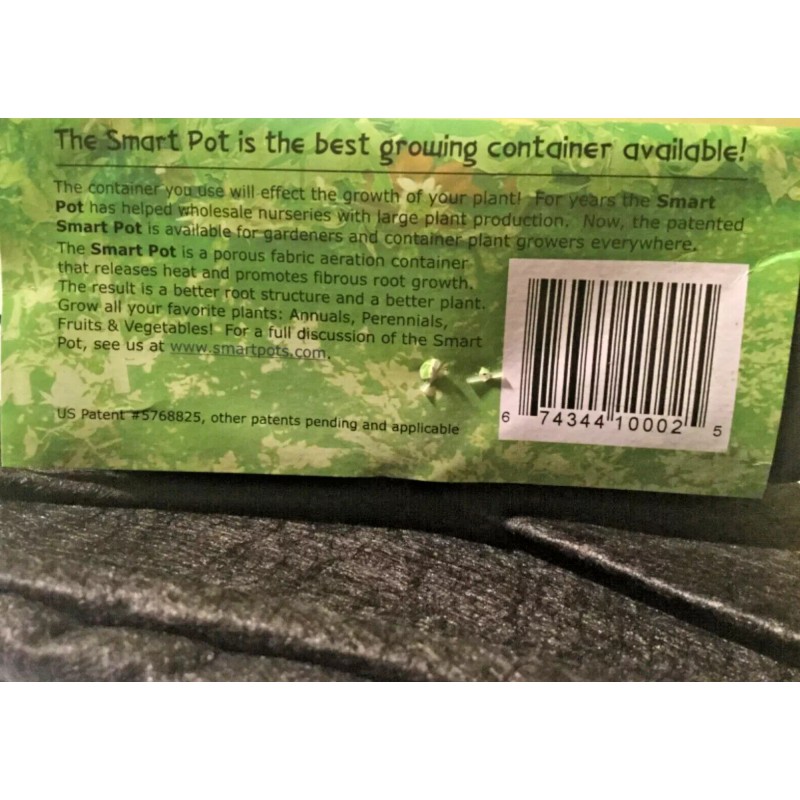 The Smart Pot is the best growing container available!
The container you use will effect the growth of your plant! For years the Smart
Pot has helped wholesale nurseries with large plant production. Now, the patented
Smart Pot is available for gardeners and container plant growers everywhere.
The Smart Pot is a porous fabric aeration container
that releases heat and promotes fibrous root growth.
The result is a better root structure and a better plant.
Grow all your favorite plants: Annuals, Perennials,
Fruits & Vegetables! For a full discussion of the Smart
Pot, see us at www.smartpots.com.
US Patent #5768825, other patents pending and applicable
6 74344 10002 5